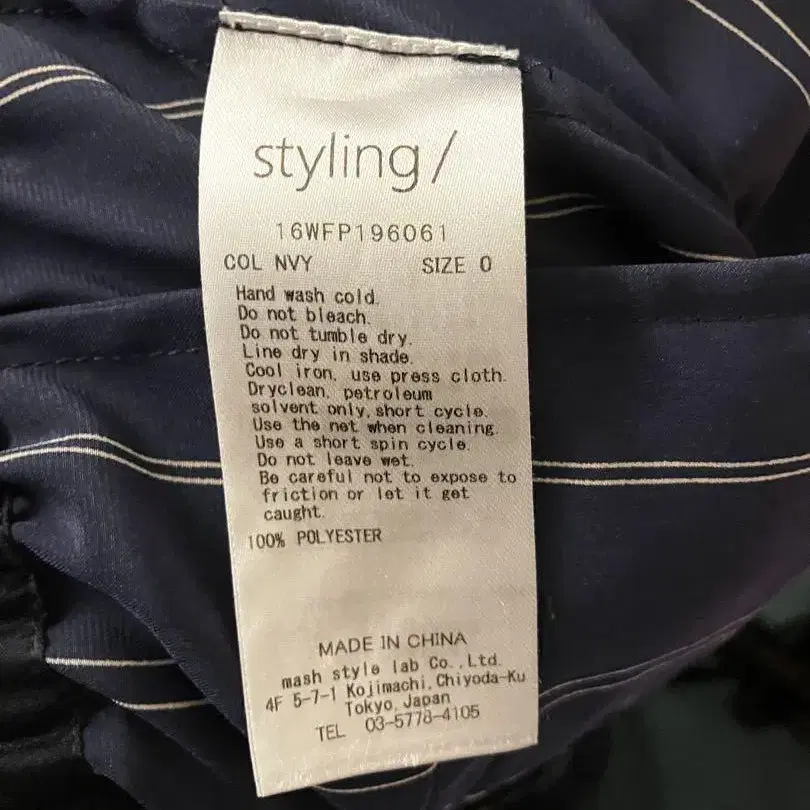 styling/
16WFP196061
COL NVY SIZE 0
Hand wash cold.
Do not bleach.
Do not tumble dry.
Line dry in shade.
Cool iron, use press cloth.
Dryclean, petroleum
solvent only, short cycle.
Use the net when cleaning.
Use a short spin cycle.
Do not leave wet.
Be careful not to expose to
friction or let it get
caught.
100% POLYESTER
MADE IN CHINA
mash style lab Co., Ltd.
4F 5-7-1 Kojimachi, Chiyoda-Ku
Tokyo, Japan
TEL 03-5778-4105